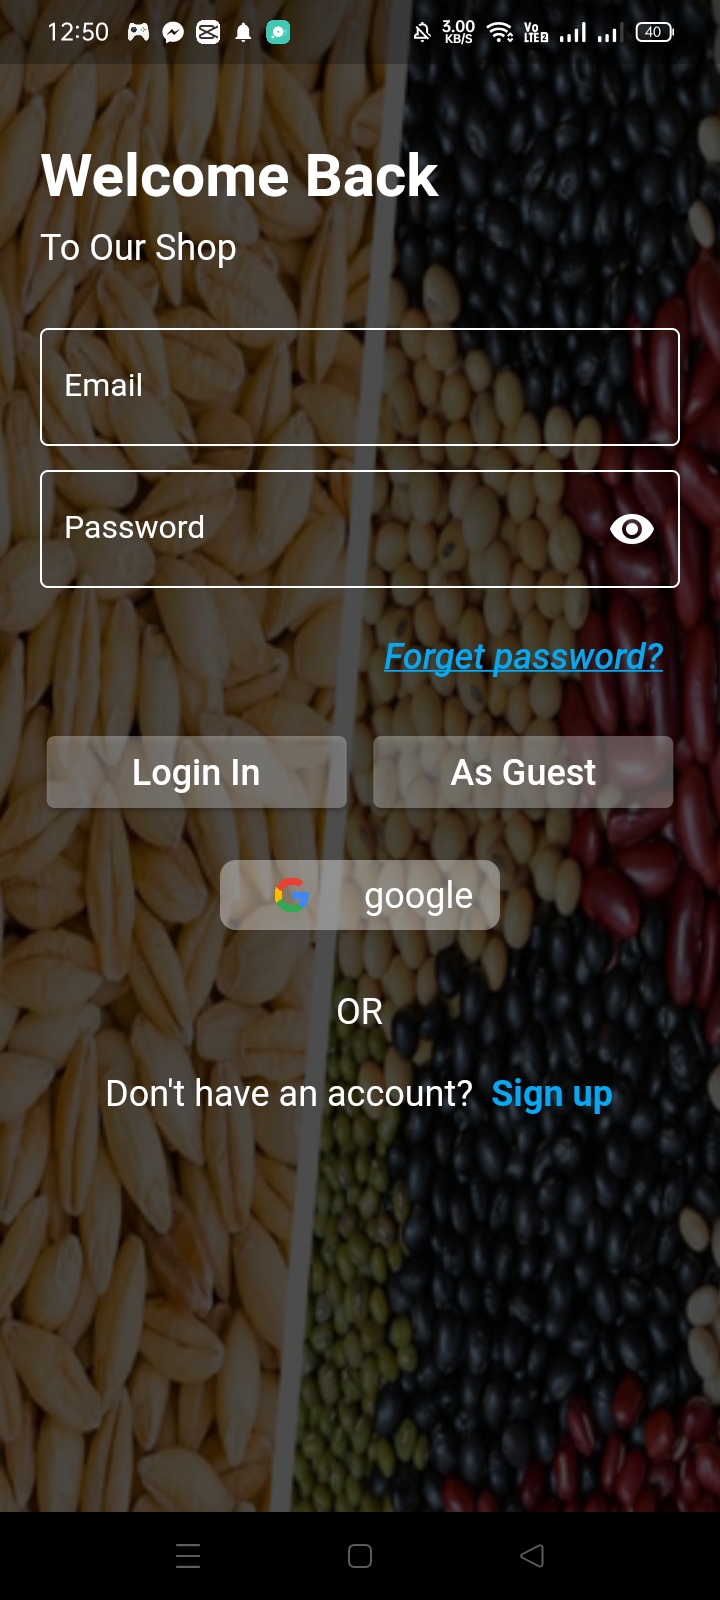 12:50 3.00 KB/S Vo LTE2 40
Welcome Back
To Our Shop
Email
Password
Forget password?
Login In As Guest
google
OR
Don't have an account? Sign up